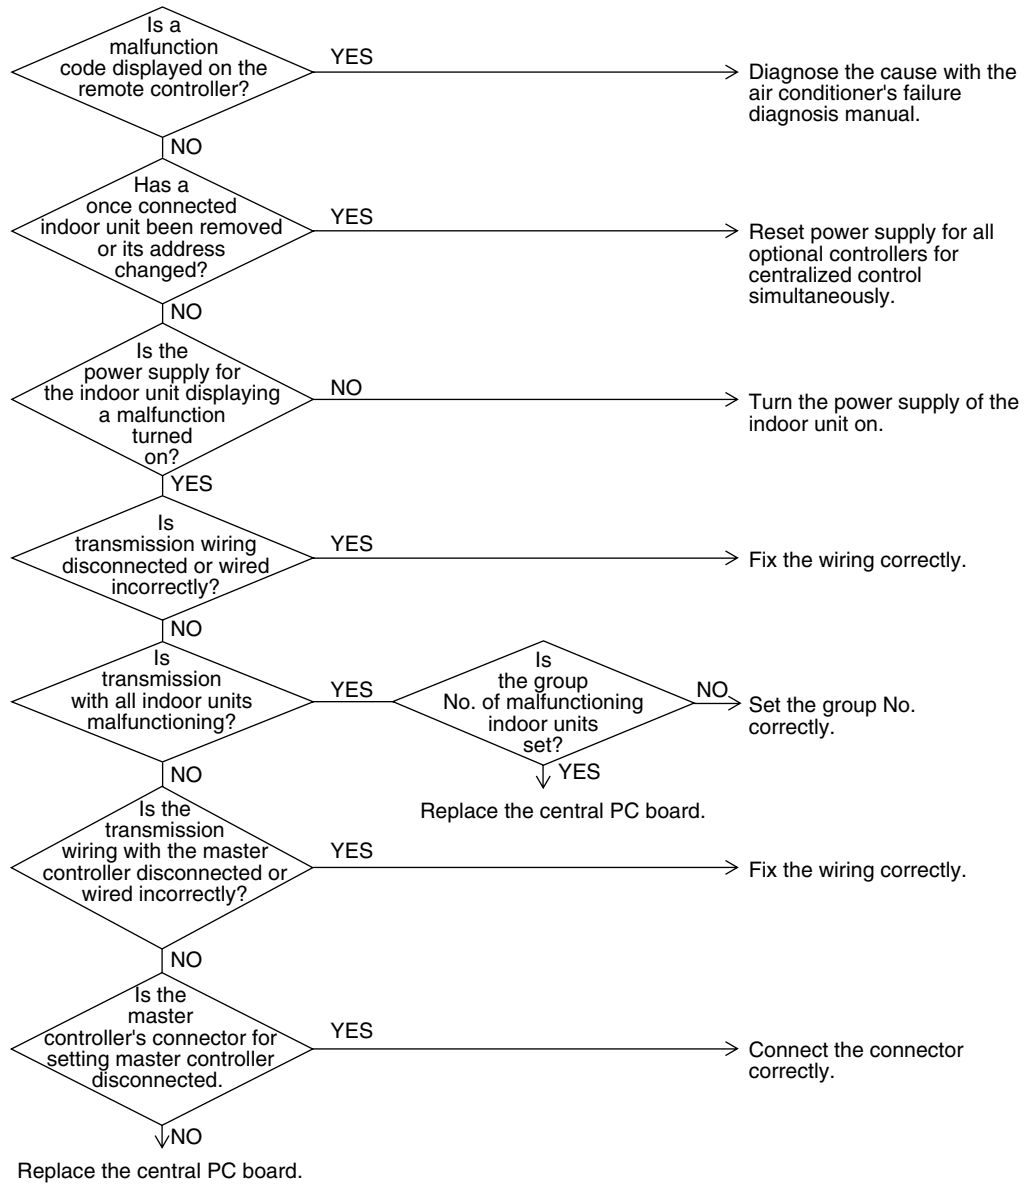 Is a
malfunction
code displayed on the
remote controller?
YES
Diagnose the cause with the
air conditioner's failure
diagnosis manual.
NO
Has a
once connected
indoor unit been removed
or its address
changed?
YES
Reset power supply for all
optional controllers for
centralized control
simultaneously.
NO
Is the
power supply for
the indoor unit displaying
a malfunction
turned
on?
NO
Turn the power supply of the
indoor unit on.
YES
Is
transmission wiring
disconnected or wired
incorrectly?
YES
Fix the wiring correctly.
NO
Is
transmission
with all indoor units
malfunctioning?
YES
Is
the group
No. of malfunctioning
indoor units
set?
NO
Set the group No.
correctly.
YES
Replace the central PC board.
NO
Is the
transmission
wiring with the master
controller disconnected or
wired incorrectly?
YES
Fix the wiring correctly.
NO
Is the
master
controller's connector for
setting master controller
disconnected.
YES
Connect the connector
correctly.
NO
Replace the central PC board.